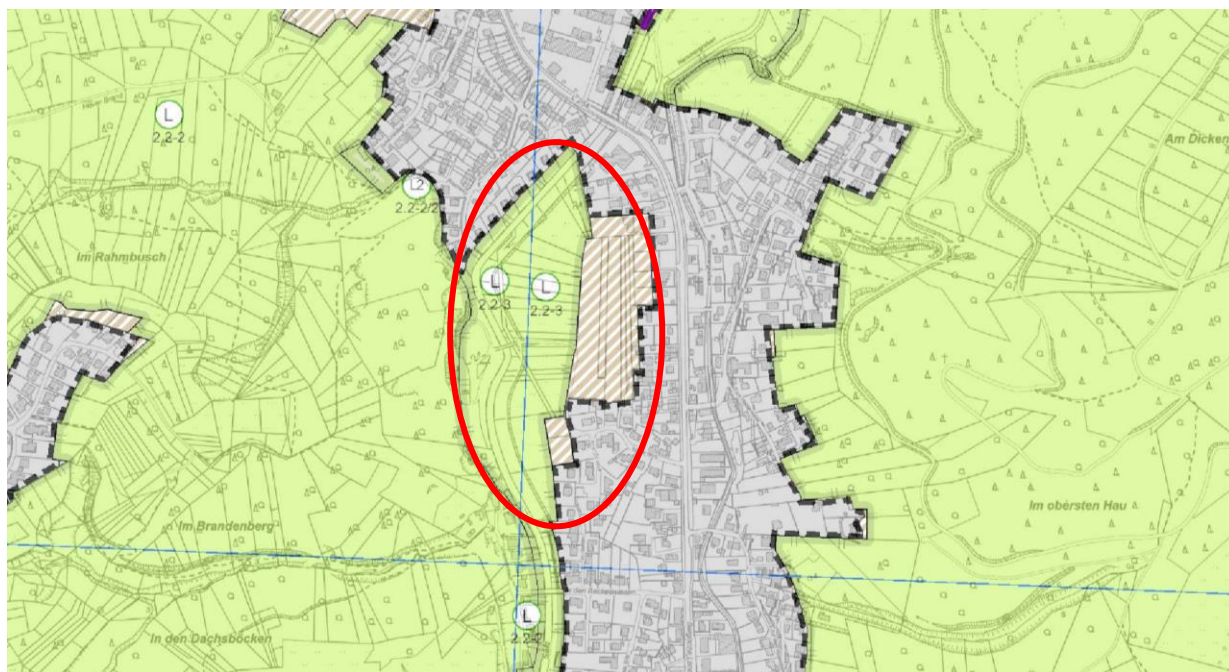 L
2.2-2
Am Dicken
L2
2.2-2/2
Im Rahmbusch
L
L
2.2-3
2.2-3
Im obersten Hau
Im Brandenberg
L
2.2-2
In den Dachsböcken